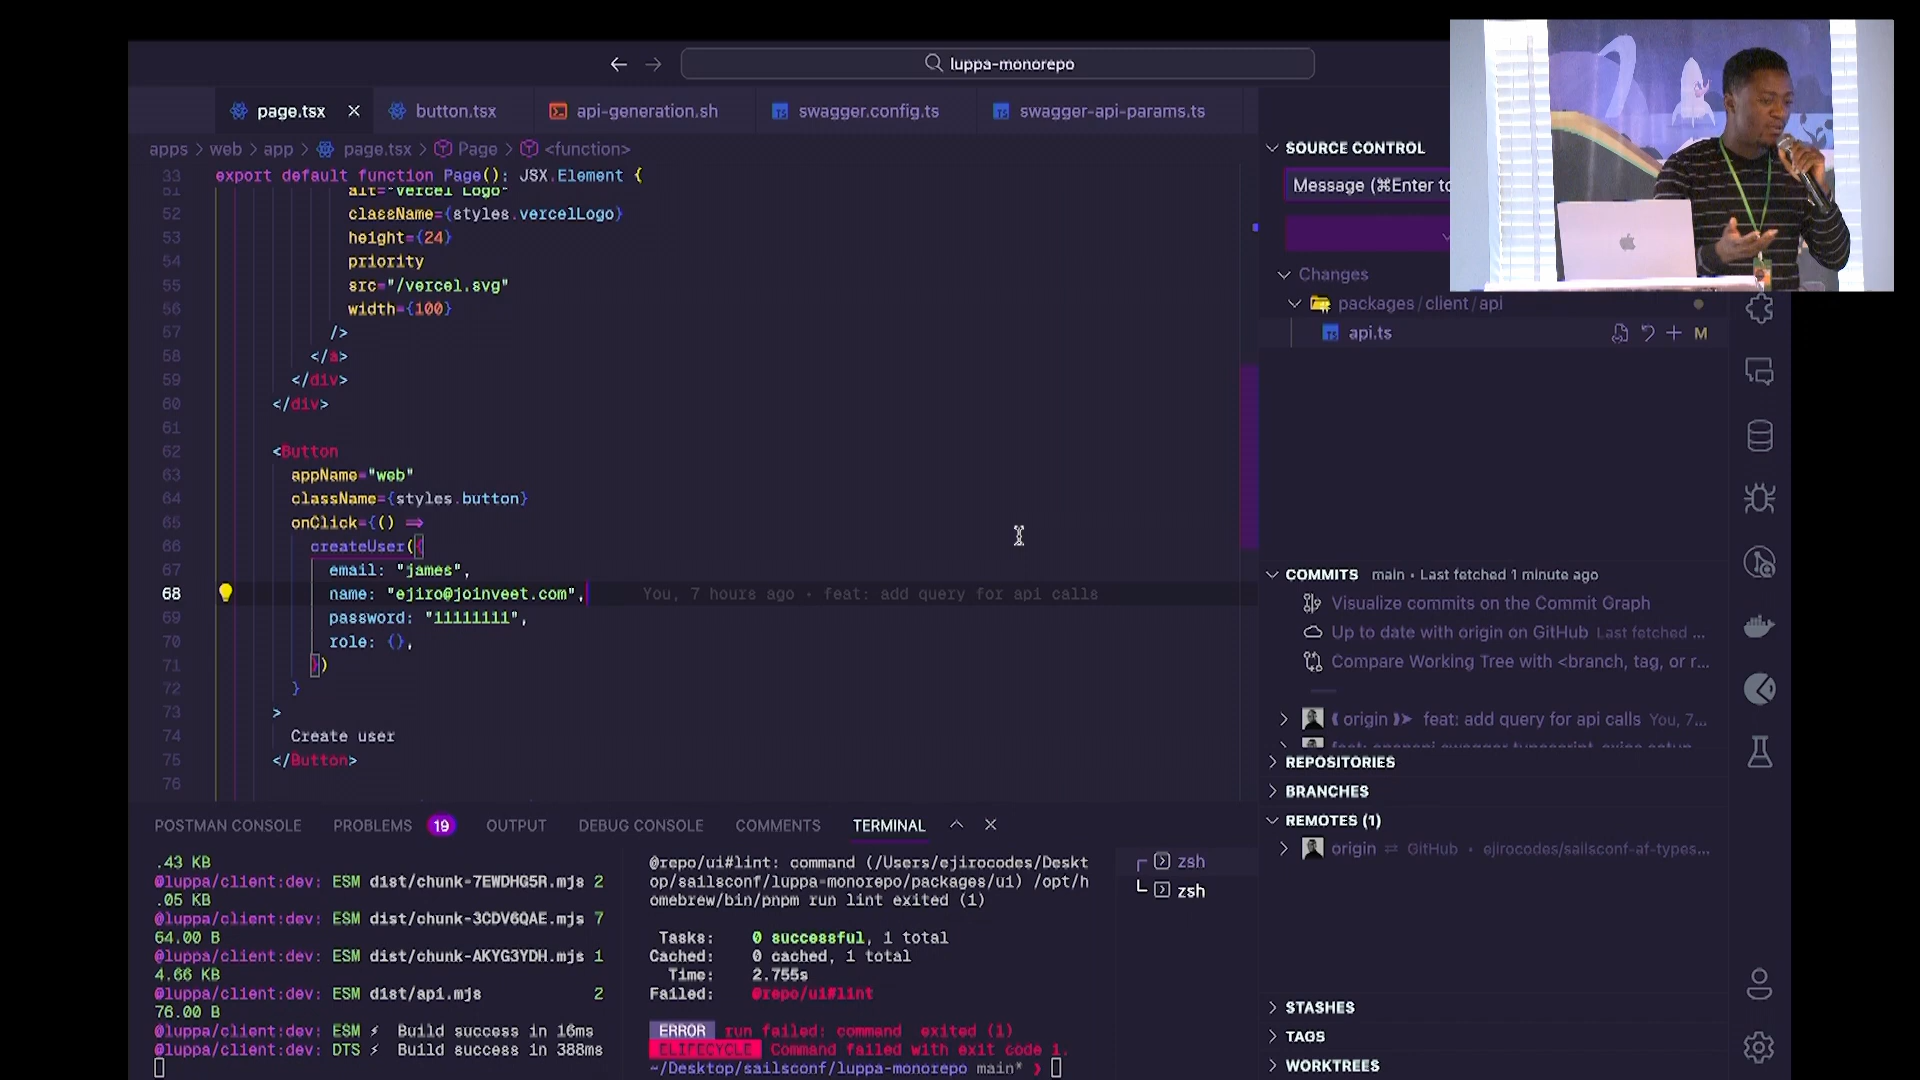 luppa-monorepo
page.tsx
button.tsx
api-generation.sh
swagger.config.ts
swagger-api-params.ts
apps > web > app > page.tsx > Page > <function>
33 export default function Page(): JSX.Element {
51 alt="Vercel Logo"
52 className={styles.vercelLogo}
53 height={24}
54 priority
55 src="/vercel.svg"
56 width={100}
57 />
58 </a>
59 </div>
60 </div>
61
62 <Button
63 appName="web"
64 className={styles.button}
65 onClick={() =>
66 createUser({
67 email: "james",
68 name: "ejiro@joinveet.com", You, 7 hours ago • feat: add query for api calls
69 password: "11111111",
70 role: {},
71 })
72 }
73 >
74 Create user
75 </Button>
76
SOURCE CONTROL
Message (⌘Enter to
Changes
packages/client/api
api.ts M
COMMITS main • Last fetched 1 minute ago
Visualize commits on the Commit Graph
Up to date with origin on GitHub Last fetched ...
Compare Working Tree with <branch, tag, or r...
origin feat: add query for api calls You, 7...
REPOSITORIES
BRANCHES
REMOTES (1)
origin ⇌ GitHub • ejirocodes/sailsconf-af-types...
STASHES
TAGS
WORKTREES
POSTMAN CONSOLE PROBLEMS 19 OUTPUT DEBUG CONSOLE COMMENTS TERMINAL
.43 KB
@luppa/client:dev: ESM dist/chunk-7EWDHG5R.mjs 2
.05 KB
@luppa/client:dev: ESM dist/chunk-3CDV6QAE.mjs 7
64.00 B
@luppa/client:dev: ESM dist/chunk-AKYG3YDH.mjs 1
4.66 KB
@luppa/client:dev: ESM dist/api.mjs 2
76.00 B
@luppa/client:dev: ESM ⚡ Build success in 16ms
@luppa/client:dev: DTS ⚡ Build success in 388ms
@repo/ui#lint: command (/Users/ejirocodes/Deskt
op/sailsconf/luppa-monorepo/packages/ui) /opt/h
omebrew/bin/pnpm run lint exited (1)
Tasks: 0 successful, 1 total
Cached: 0 cached, 1 total
Time: 2.755s
Failed: @repo/ui#lint
ERROR run failed: command exited (1)
ELIFECYCLE Command failed with exit code 1.
~/Desktop/sailsconf/luppa-monorepo main* ❯
zsh
zsh